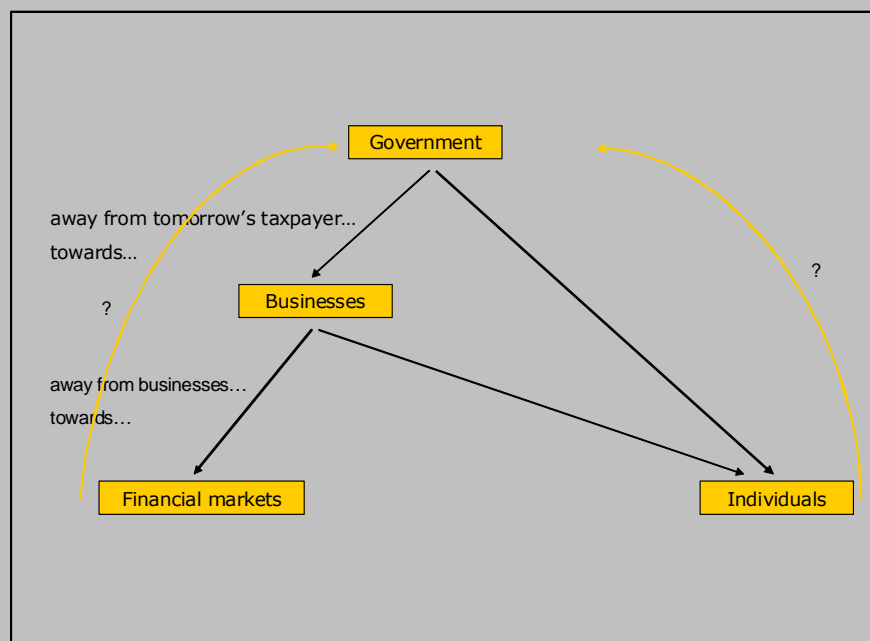 Government
away from tomorrow’s taxpayer...
towards...
?
Businesses
?
away from businesses…
towards…
Financial markets
Individuals